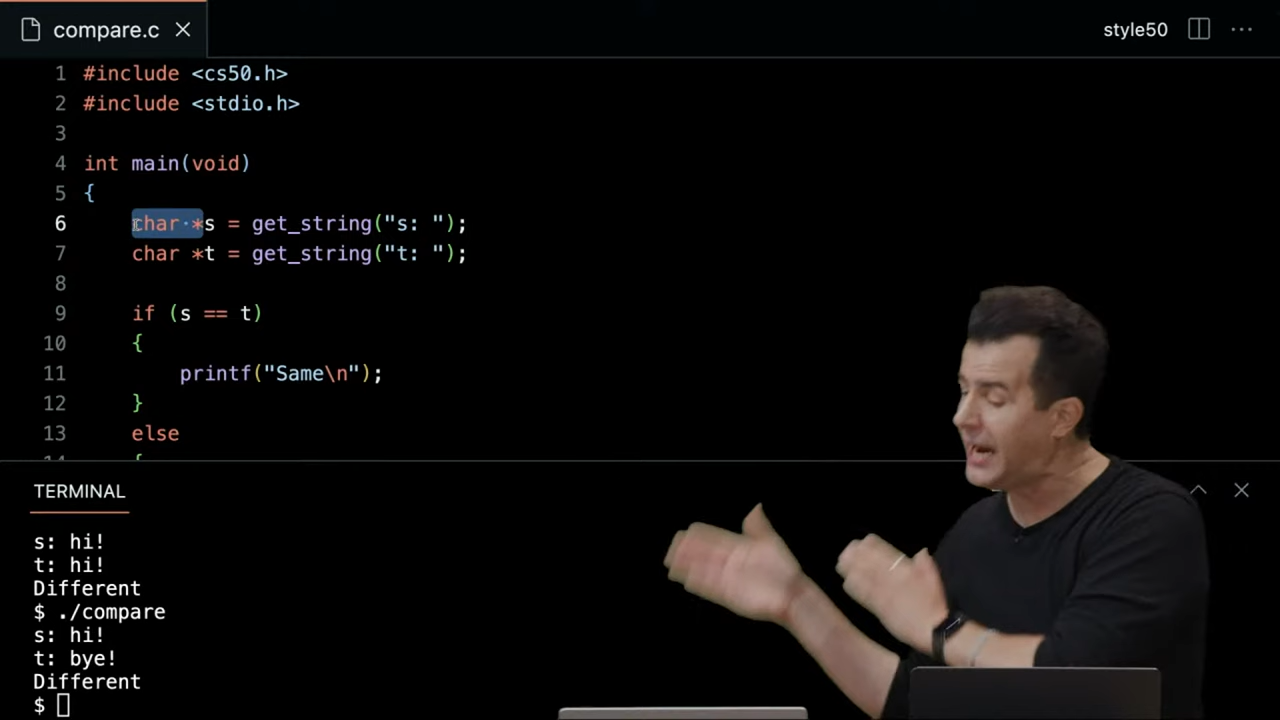 compare.c
style50
1 #include <cs50.h>
2 #include <stdio.h>
3
4 int main(void)
5 {
6 char *s = get_string("s: ");
7 char *t = get_string("t: ");
8
9 if (s == t)
10 {
11 printf("Same\n");
12 }
13 else
14 {
TERMINAL
s: hi!
t: hi!
Different
$ ./compare
s: hi!
t: bye!
Different
$